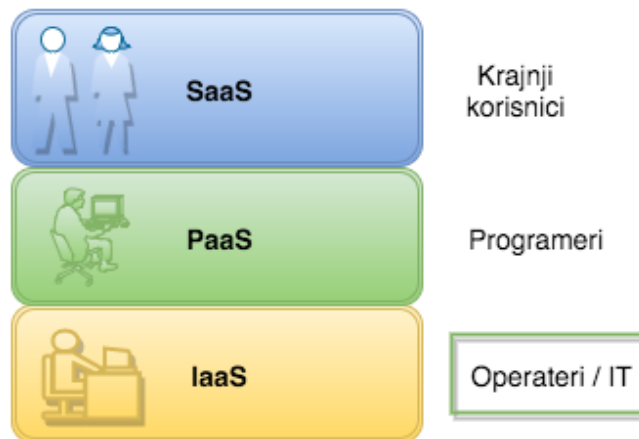 SaaS
Krajnji
korisnici
PaaS
Programeri
IaaS
Operateri / IT